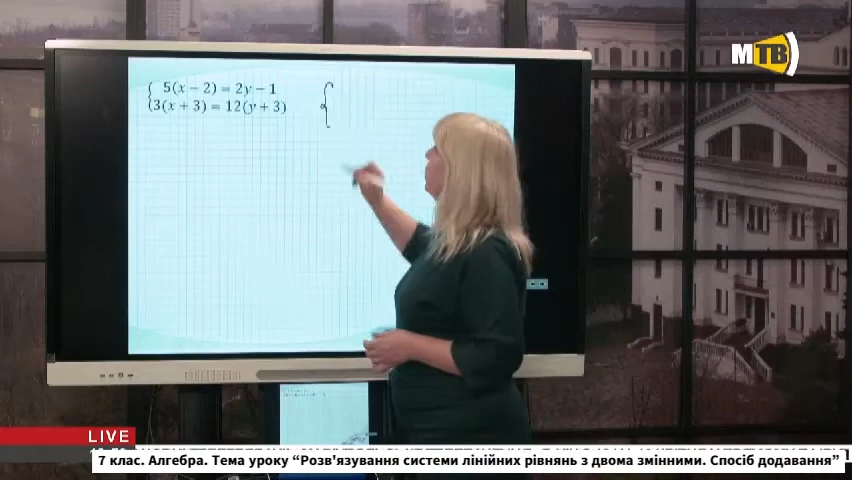 МТВ
5(x − 2) = 2y − 1
3(x + 3) = 12(y + 3)
LIVE
7 клас. Алгебра. Тема уроку “Розв'язування системи лінійних рівнянь з двома змінними. Спосіб додавання”